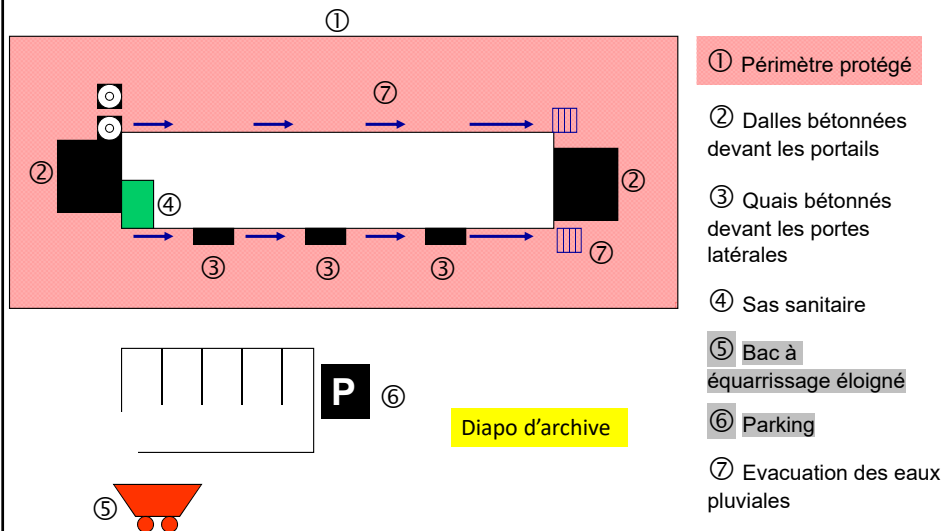 ①
① Périmètre protégé
⑦
② Dalles bétonnées
devant les portails
②
④
②
③ Quais bétonnés
devant les portes
latérales
③
③
③
⑦
④ Sas sanitaire
⑤ Bac à
équarrissage éloigné
P
⑥
Diapo d’archive
⑥ Parking
⑦ Evacuation des eaux
pluviales
⑤